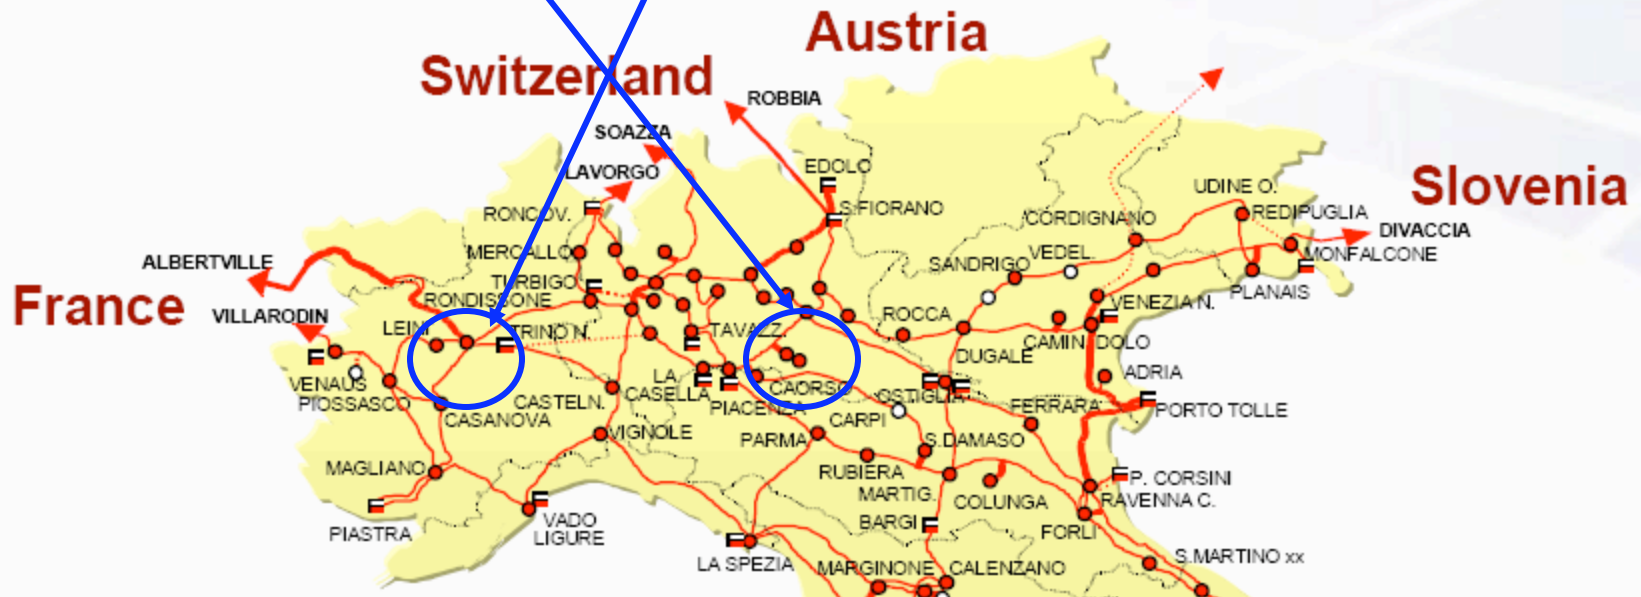 Austria
Switzerland
ROBBIA
SOAZZA
LAVORGO
EDOLO
Slovenia
UDINE O.
RONCOV.
S.FIORANO
CORDIGNANO
REDIPUGLIA
DIVACCIA
MERCALLO
VEDEL.
MONFALCONE
ALBERTVILLE
SANDRIGO
TURBIGO
PLANAIS
France
RONDISSONE
VENEZIA N.
VILLARODIN
LEINI
TRINO N.
TAVAZZ.
ROCCA
CAMIN
DOLO
DUGALE
VENAUS
LA
CASELLA
CAORSO
ADRIA
PIOSSASCO
CASTELN.
PIACENZA
OSTIGLIA
FERRARA
PORTO TOLLE
CASANOVA
CARPI
VIGNOLE
PARMA
S.DAMASO
MAGLIANO
RUBIERA
P. CORSINI
MARTIG.
COLUNGA
RAVENNA C.
PIASTRA
VADO
LIGURE
BARGI
FORLI
LA SPEZIA
MARGINONE
CALENZANO
S.MARTINO xx